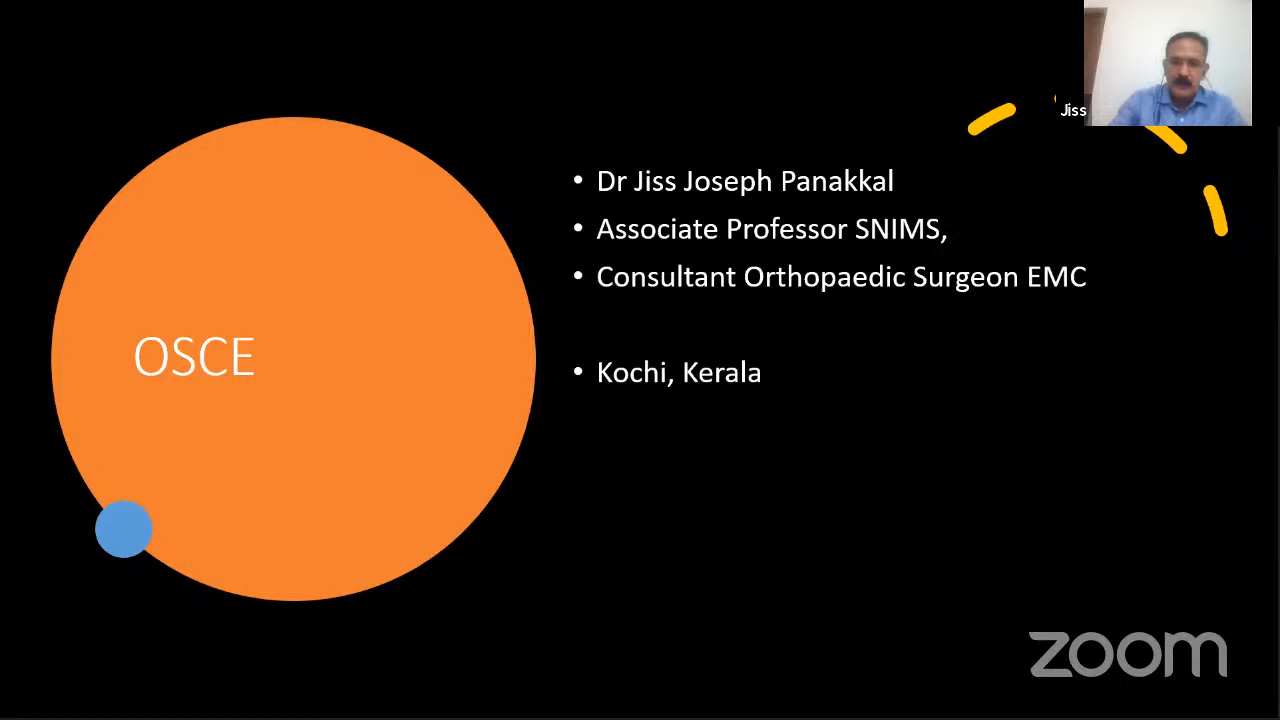 Jiss
OSCE
• Dr Jiss Joseph Panakkal
• Associate Professor SNIMS,
• Consultant Orthopaedic Surgeon EMC
• Kochi, Kerala
zoom